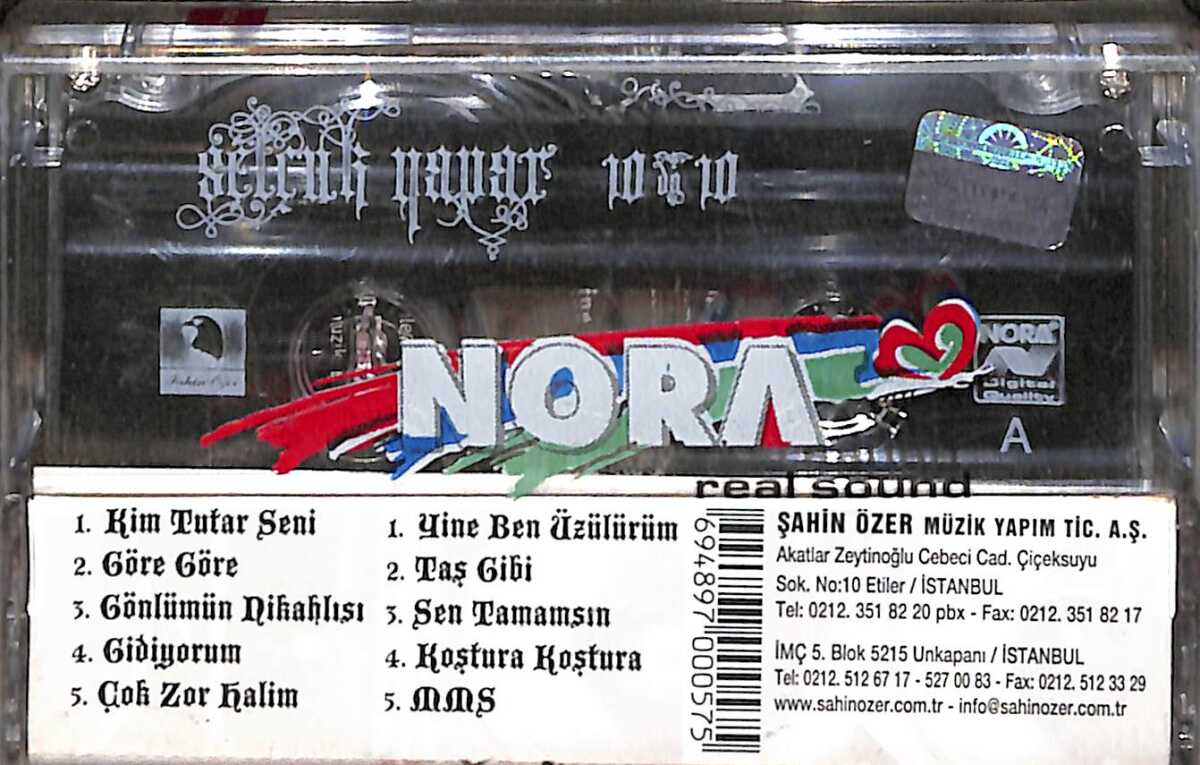 selçuk yapar 10 da 10
NORA
NORA
Digital
Quality.
A
real sound
1. Kim Tutar Seni
2. Göre Göre
3. Gönlümün Nikahlısı
4. Gidiyorum
5. Çok Zor Halim
1. Yine Ben Üzülürüm
2. Taş Gibi
3. Sen Tamamsın
4. Koştura Koştura
5. MMS
694897000575
ŞAHİN ÖZER MÜZİK YAPIM TİC. A.Ş.
Akatlar Zeytinoğlu Cebeci Cad. Çiçeksuyu
Sok. No:10 Etiler / İSTANBUL
Tel: 0212. 351 82 20 pbx - Fax: 0212. 351 82 17
İMÇ 5. Blok 5215 Unkapanı / İSTANBUL
Tel: 0212. 512 67 17 - 527 00 83 - Fax: 0212. 512 33 29
www.sahinozer.com.tr - info@sahinozer.com.tr